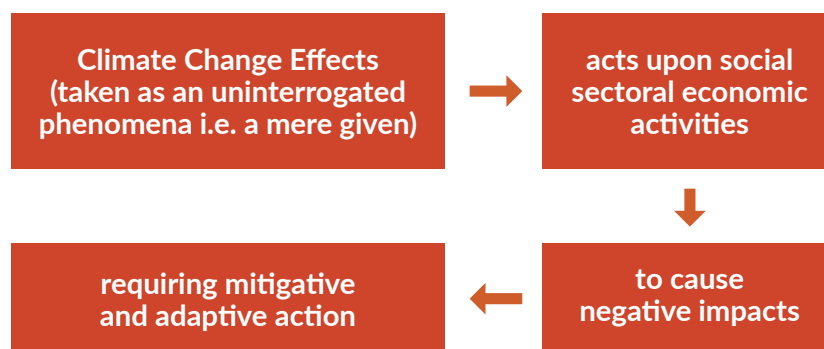 Climate Change Effects
(taken as an uninterrogated
phenomena i.e. a mere given)
acts upon social
sectoral economic
activities
to cause
negative impacts
requiring mitigative
and adaptive action